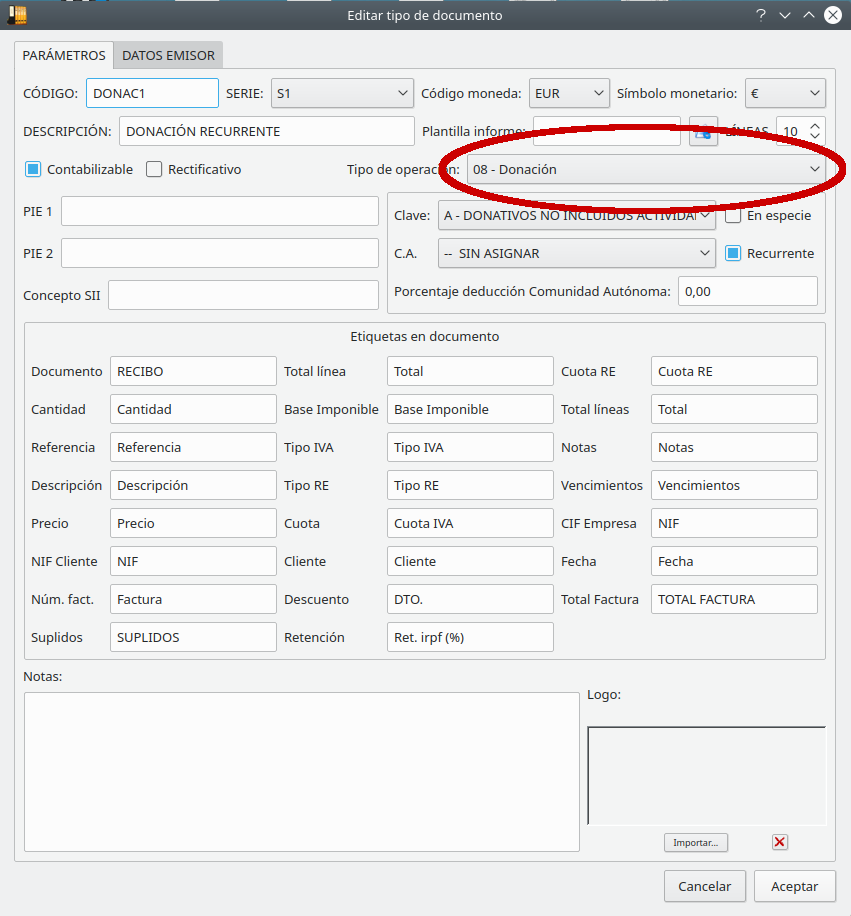 Editar tipo de documento
PARÁMETROS DATOS EMISOR
CÓDIGO: DONAC1 SERIE: S1 Código moneda: EUR Símbolo monetario: €
DESCRIPCIÓN: DONACIÓN RECURRENTE Plantilla informe: LÍNEAS 10
Contabilizable Rectificativo Tipo de operación: 08 - Donación
PIE 1
Clave: A - DONATIVOS NO INCLUIDOS ACTIVIDA En especie
PIE 2
C.A. -- SIN ASIGNAR Recurrente
Concepto SII
Porcentaje deducción Comunidad Autónoma: 0,00
Etiquetas en documento
Documento RECIBO Total línea Total Cuota RE Cuota RE
Cantidad Cantidad Base Imponible Base Imponible Total líneas Total
Referencia Referencia Tipo IVA Tipo IVA Notas Notas
Descripción Descripción Tipo RE Tipo RE Vencimientos Vencimientos
Precio Precio Cuota Cuota IVA CIF Empresa NIF
NIF Cliente NIF Cliente Cliente Fecha Fecha
Núm. fact. Factura Descuento DTO. Total Factura TOTAL FACTURA
Suplidos SUPLIDOS Retención Ret. irpf (%)
Notas:
Logo:
Importar...
Cancelar Aceptar